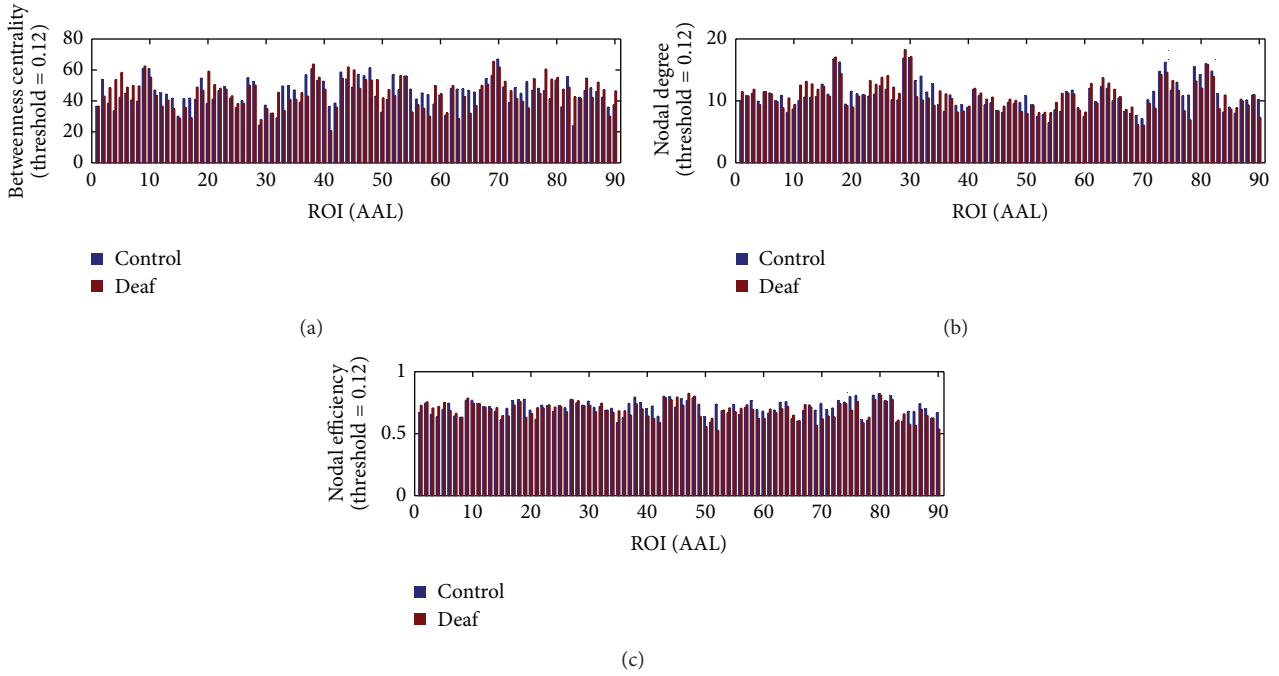 Betweenness centrality
(threshold = 0.12)
80
60
40
20
0
0 10 20 30 40 50 60 70 80 90
ROI (AAL)
Control
Deaf
(a)
Nodal degree
(threshold = 0.12)
20
10
0
0 10 20 30 40 50 60 70 80 90
ROI (AAL)
Control
Deaf
(b)
Nodal efficiency
(threshold = 0.12)
1
0.5
0
0 10 20 30 40 50 60 70 80 90
ROI (AAL)
Control
Deaf
(c)